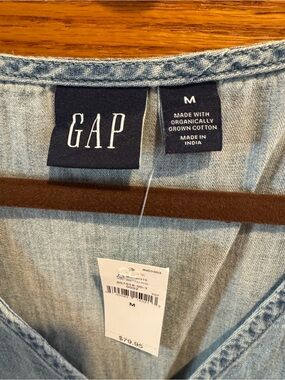 GAP
M
MADE WITH
ORGANICALLY
GROWN COTTON
MADE IN
INDIA
M
$79.95